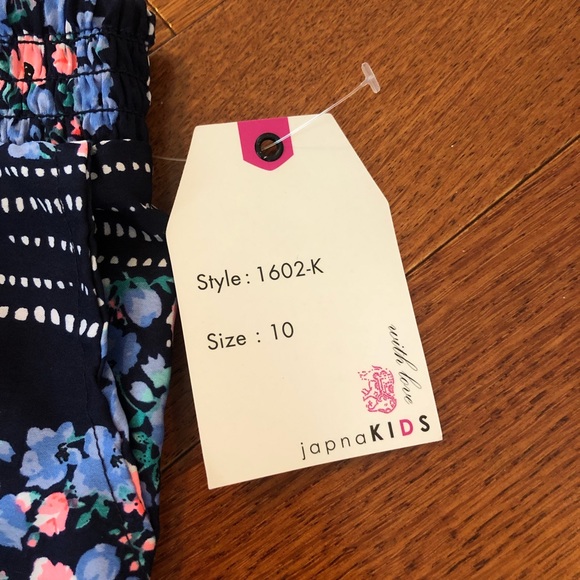 Style: 1602-K
Size : 10
with love
japnaKIDS